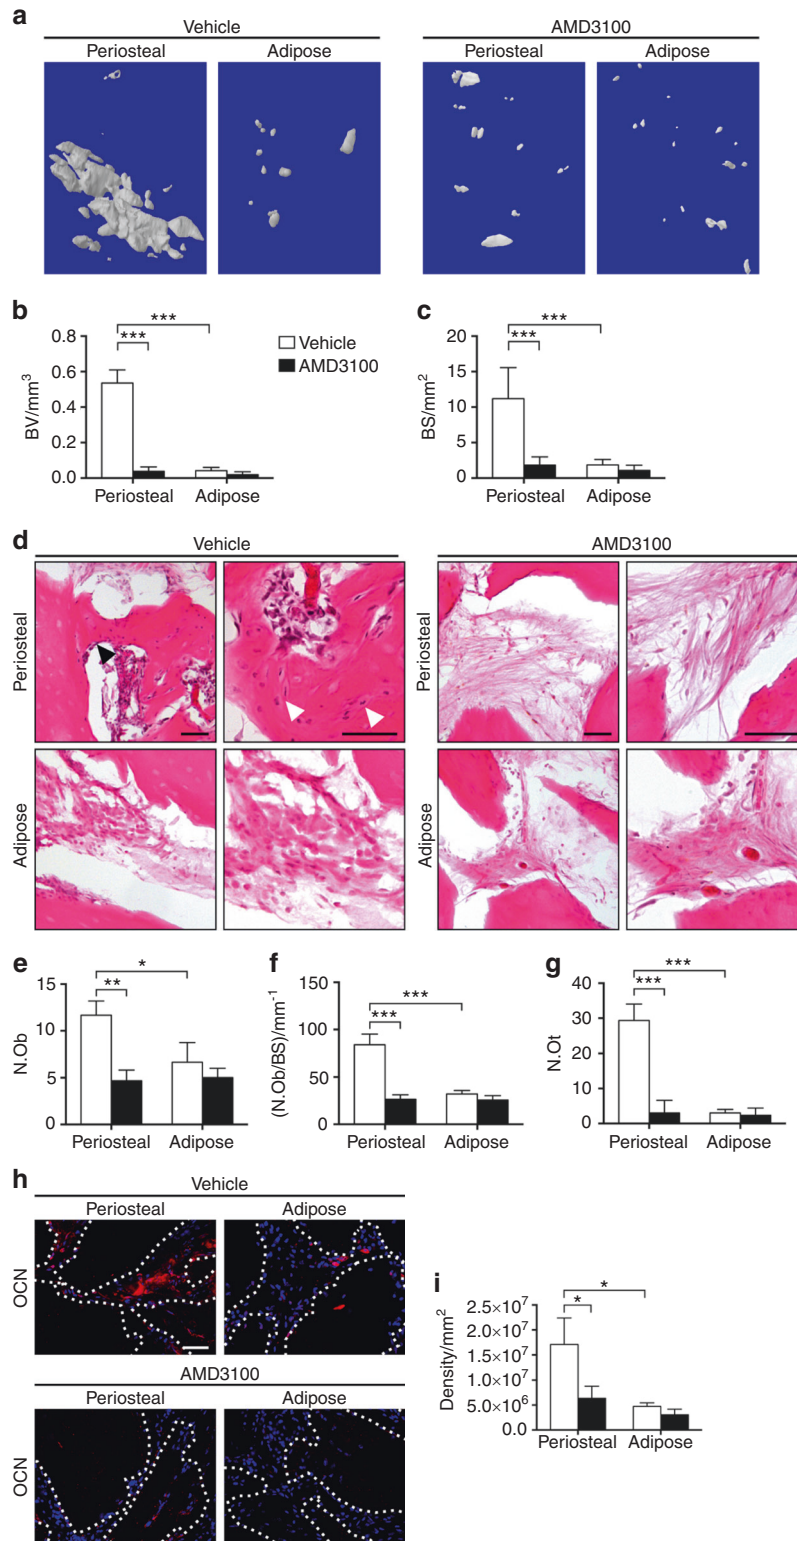 a
Vehicle
AMD3100
Periosteal
Adipose
Periosteal
Adipose
b
***
***
BV/mm³
0.8
0.6
0.4
0.2
0.0
Periosteal
Adipose
Vehicle
AMD3100
c
***
***
BS/mm²
20
15
10
5
0
Periosteal
Adipose
d
Vehicle
AMD3100
Periosteal
Adipose
Periosteal
Adipose
e
*
**
N.Ob
15
10
5
0
Periosteal
Adipose
f
***
***
(N.Ob/BS)/mm⁻¹
150
100
50
0
Periosteal
Adipose
g
***
***
N.Ot
40
30
20
10
0
Periosteal
Adipose
h
Vehicle
Periosteal
Adipose
OCN
AMD3100
Periosteal
Adipose
OCN
i
*
*
Density/mm²
2.5×10⁷
2.0×10⁷
1.5×10⁷
1.0×10⁷
5.0×10⁶
0.0
Periosteal
Adipose